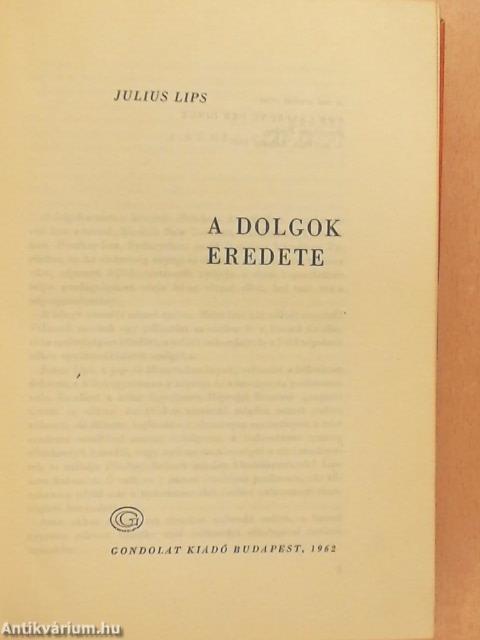 JULIUS LIPS
A DOLGOK
EREDETE
G
GONDOLAT KIADÓ BUDAPEST, 1962
Antikvárium.hu